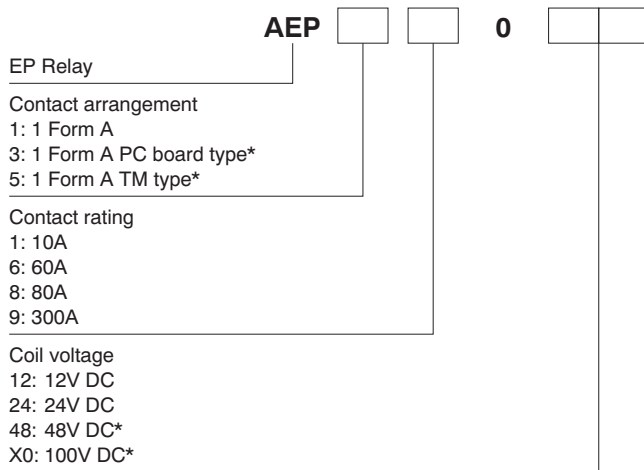 AEP 0
EP Relay
Contact arrangement
1: 1 Form A
3: 1 Form A PC board type*
5: 1 Form A TM type*
Contact rating
1: 10A
6: 60A
8: 80A
9: 300A
Coil voltage
12: 12V DC
24: 24V DC
48: 48V DC*
X0: 100V DC*